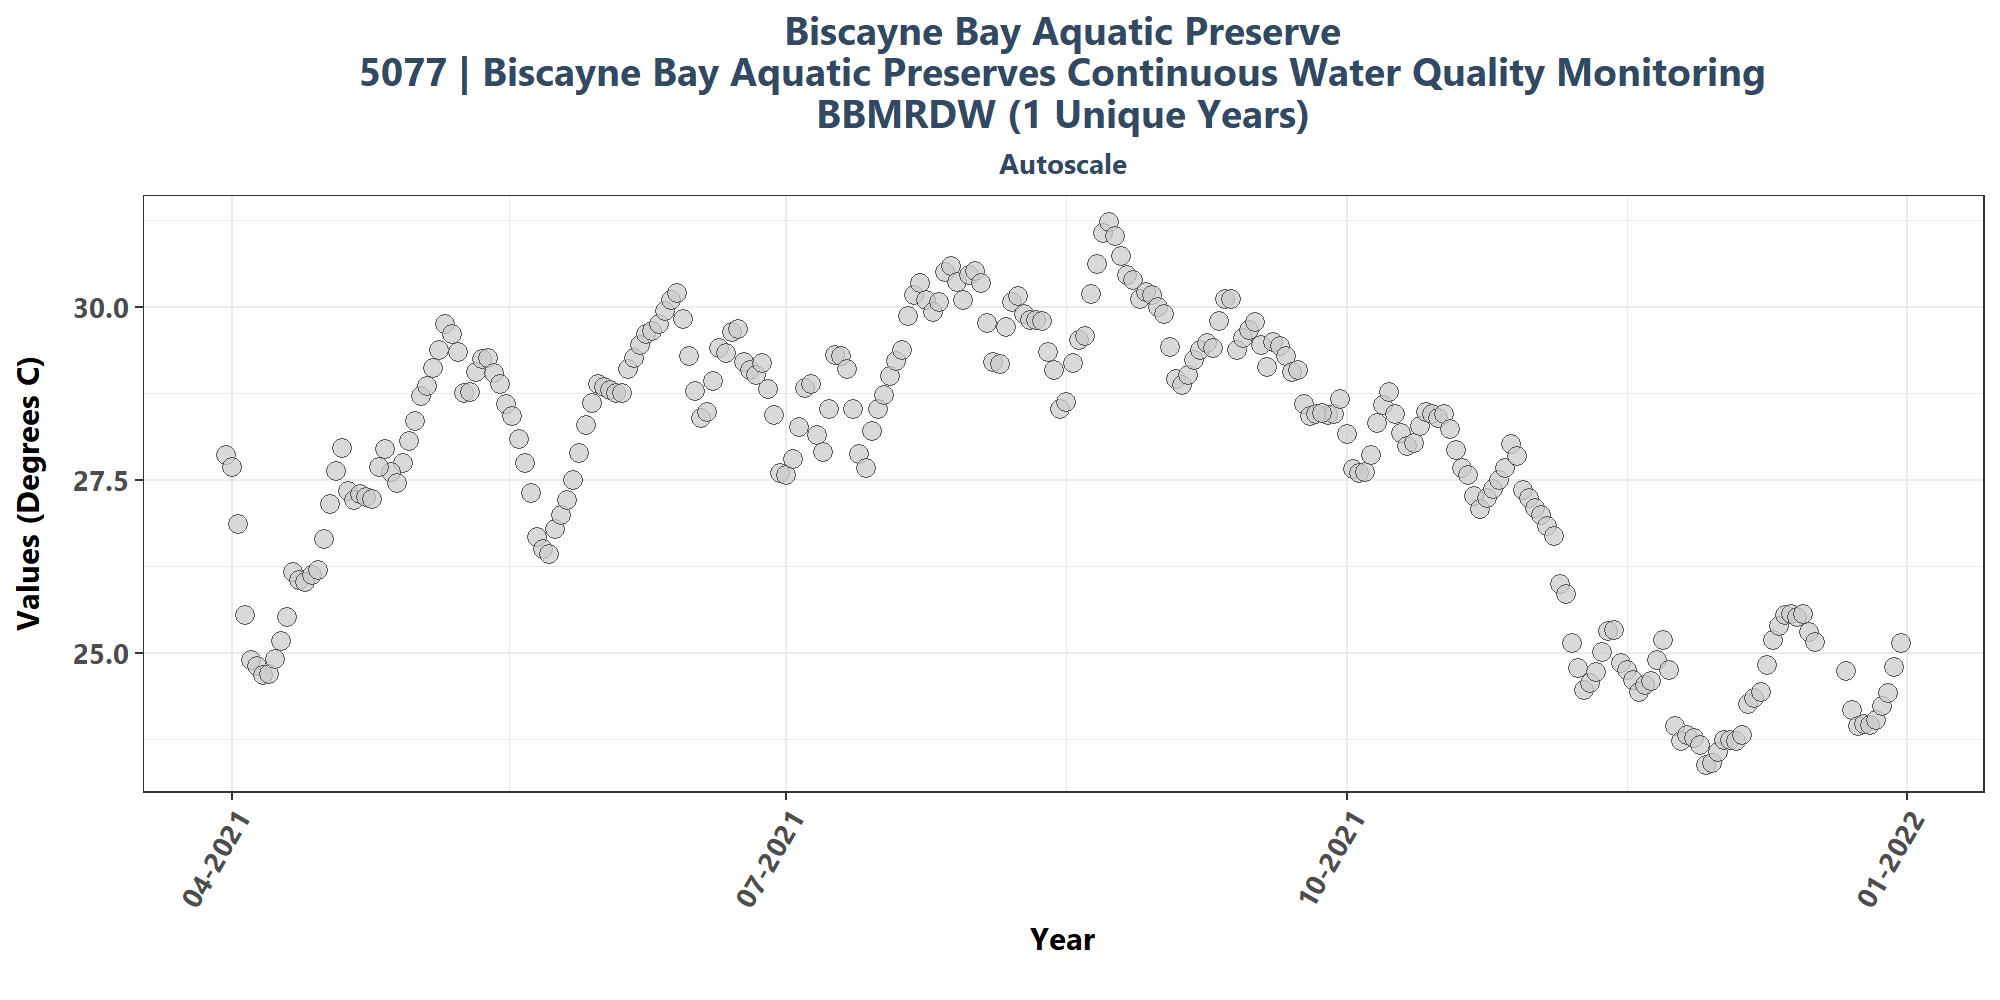 Biscayne Bay Aquatic Preserve
5077 | Biscayne Bay Aquatic Preserves Continuous Water Quality Monitoring
BBMRDW (1 Unique Years)
Autoscale
Values (Degrees C)
30.0
27.5
25.0
04-2021
07-2021
10-2021
01-2022
Year